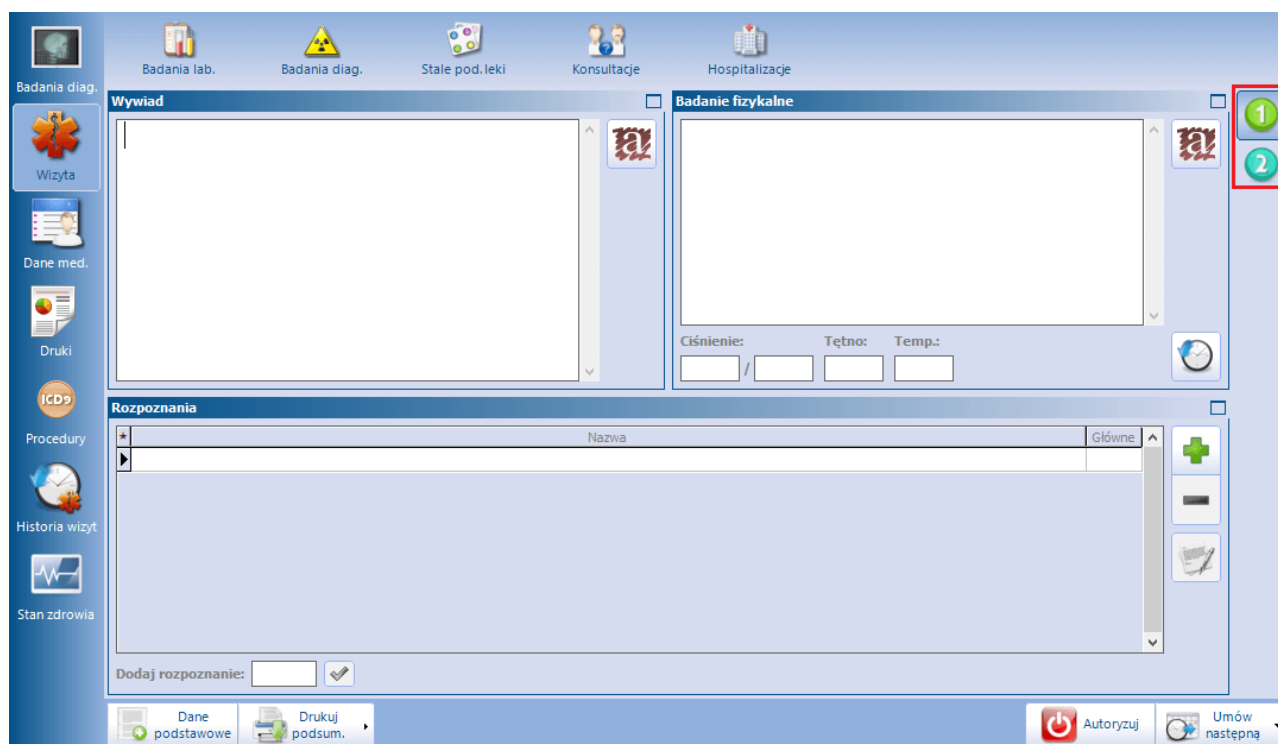 Badania lab.
Badania diag.
Stale pod. leki
Konsultacje
Hospitalizacje
Badania diag.
Wizyta
Dane med.
Druki
ICD9
Procedury
Historia wizyt
Stan zdrowia
Wywiad
Badanie fizykalne
1
2
Ciśnienie:
Tętno:
Temp.:
/
Rozpoznania
Nazwa
Główne
Dodaj rozpoznanie:
Dane
podstawowe
Drukuj
podsum.
Autoryzuj
Umów
następną